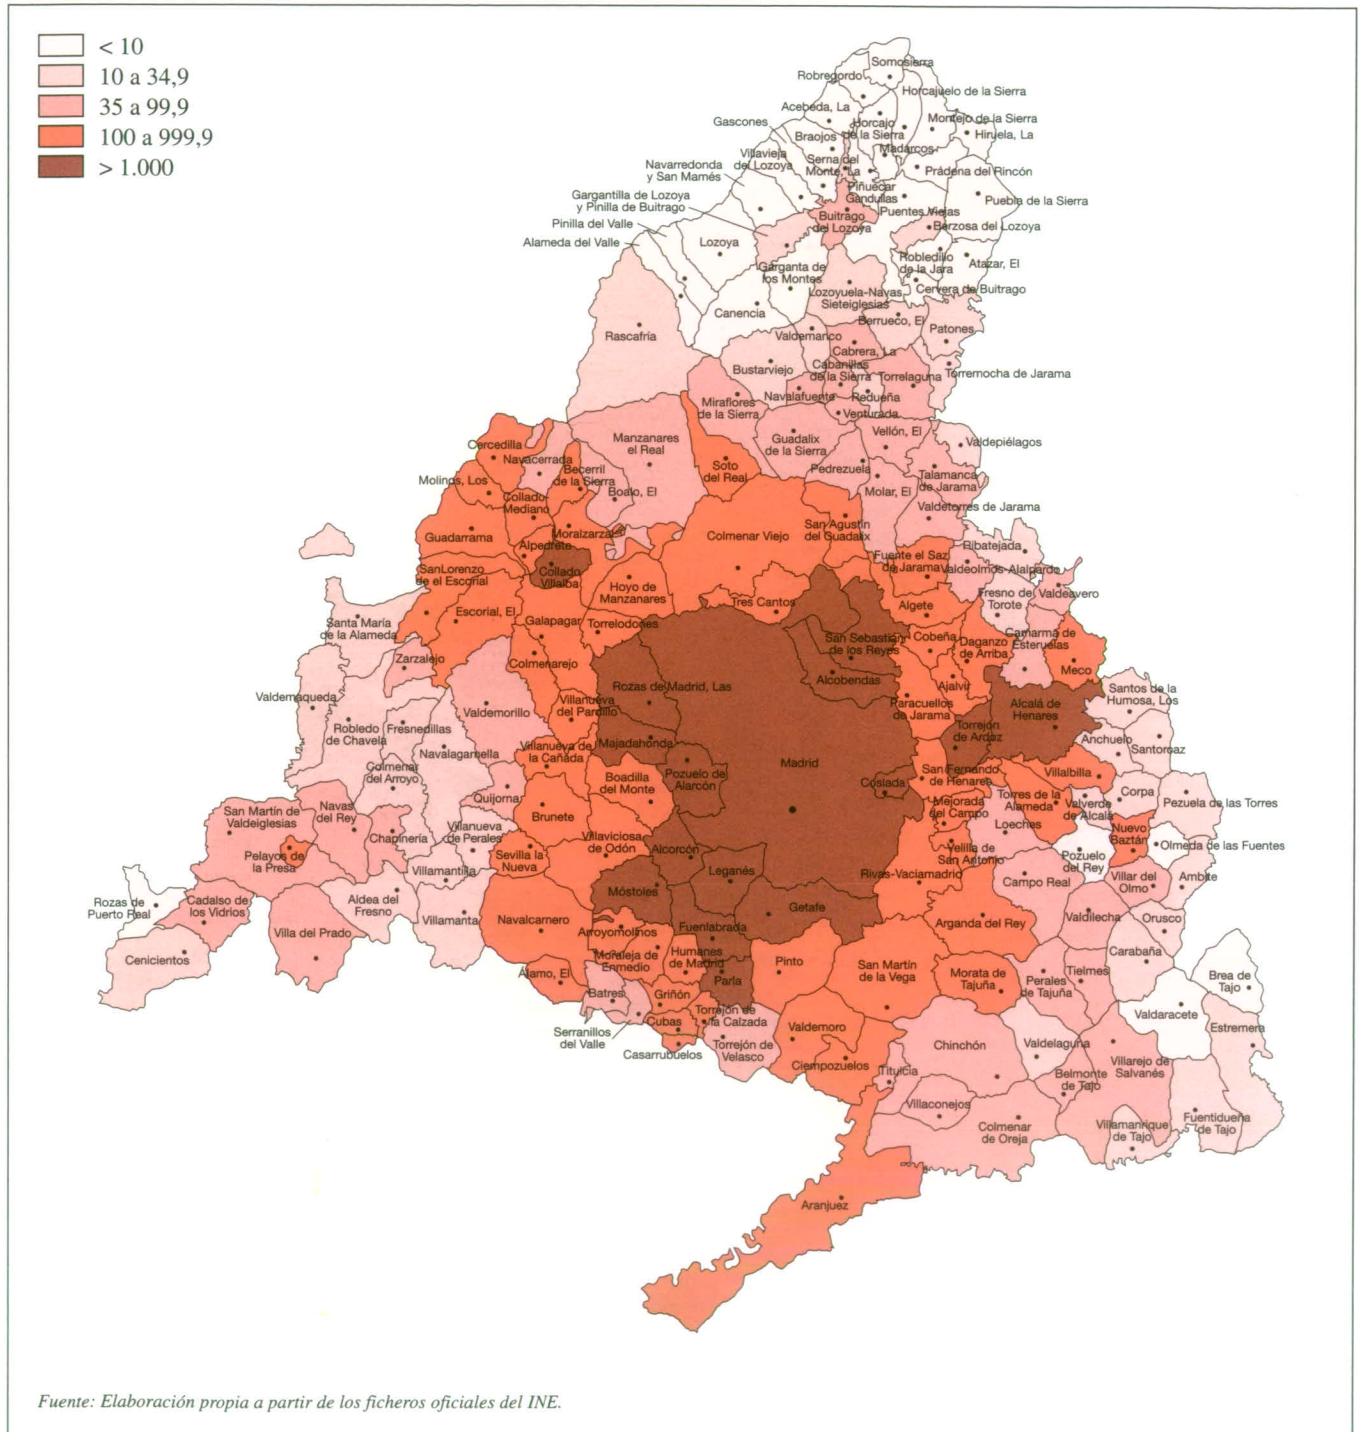 < 10
10 a 34,9
35 a 99,9
100 a 999,9
> 1.000
Somosierra
Robregordo
Horcajuelo de la Sierra
Acebeda, La
Gascones
Horcajo
de la Sierra
Montejo de la Sierra
Hiruela, La
Braojos
Madarcos
Villavieja
del Lozoya
Serna del
Monte, La
Prádena del Rincón
Navarredonda
y San Mamés
Piñuecar
Gandullas
Puebla de la Sierra
Gargantilla de Lozoya
y Pinilla de Buitrago
Buitrago
del Lozoya
Puentes Viejas
Berzosa del Lozoya
Pinilla del Valle
Alameda del Valle
Lozoya
Robledillo
de la Jara
Atazar, El
Garganta de
los Montes
Cervera de Buitrago
Lozoyuela-Navas
Sieteiglesias
Canencia
Berrueco, El
Patones
Rascafría
Valdemanco
Cabrera, La
Bustarviejo
Cabanillas
de la Sierra
Torrelaguna
Torremocha de Jarama
Navalafuente
Redueña
Miraflores
de la Sierra
Venturada
Manzanares
el Real
Guadalix
de la Sierra
Vellón, El
Valdepiélagos
Cercedilla
Navacerrada
Becerril
de la Sierra
Soto
del Real
Pedrezuela
Talamanca
de Jarama
Molinos, Los
Boalo, El
Molar, El
Collado
Mediano
Valdetorres de Jarama
Guadarrama
Moralzarzal
Colmenar Viejo
San Agustín
del Guadalix
Alpedrete
Ribatejada
Fuente el Saz
de Jarama
Valdeolmos-Alalpardo
SanLorenzo
de el Escorial
Collado
Villalba
Hoyo de
Manzanares
Fresno de
Torote
Valdeavero
Escorial, El
Tres Cantos
Algete
Santa María
de la Alameda
Galapagar
Torrelodones
San Sebastián
de los Reyes
Cobeña
Daganzo
de Arriba
Camarma de
Esteruelas
Zarzalejo
Colmenarejo
Alcobendas
Ajalvir
Meco
Valdemaqueda
Rozas de Madrid, Las
Valdemorillo
Villanueva
del Pardillo
Paracuellos
de Jarama
Alcalá de
Henares
Santos de la
Humosa, Los
Robledo
de Chavela
Fresnedillas
Navalagamella
Villanueva de
la Cañada
Majadahonda
Torrejón
de Ardoz
Anchuelo
Santorcaz
Colmenar
del Arroyo
Boadilla
del Monte
Pozuelo de
Alarcón
Madrid
Coslada
San Fernando
de Henares
Villalbilla
Corpa
Pezuela de las Torres
Quijorna
San Martín de
Valdeiglesias
Navas
del Rey
Chapinería
Brunete
Mejorada
del Campo
Torres de la
Alameda
Loeches
Valverde
de Alcalá
Nuevo
Baztán
Olmeda de las Fuentes
Villanueva
de Perales
Villaviciosa
de Odón
Alcorcón
Velilla de
San Antonio
Pozuelo
del Rey
Pelayos de
la Presa
Sevilla la
Nueva
Leganés
Rivas-Vaciamadrid
Campo Real
Villar del
Olmo
Ambite
Villamantilla
Móstoles
Rozas de
Puerto Real
Cadalso de
los Vidrios
Aldea del
Fresno
Villamanta
Navalcarnero
Getafe
Arganda del Rey
Valdilecha
Orusco
Villa del Prado
Arroyomolinos
Fuenlabrada
Carabaña
Cenicientos
Moraleja de
Enmedio
Humanes
de Madrid
Pinto
San Martín
de la Vega
Morata de
Tajuña
Perales
de Tajuña
Tielmes
Brea de
Tajo
Álamo, El
Parla
Batres
Griñón
Valdaracete
Serranillos
del Valle
Cubas
Torrejón de
la Calzada
Valdemoro
Estremera
Casarrubuelos
Torrejón de
Velasco
Ciempozuelos
Chinchón
Valdelaguna
Villarejo de
Salvanés
Titulcia
Belmonte
de Tajo
Villaconejos
Colmenar
de Oreja
Villamanrique
de Tajo
Fuentidueña
de Tajo
Aranjuez
Fuente: Elaboración propia a partir de los ficheros oficiales del INE.